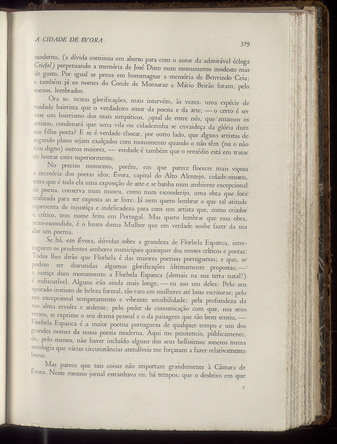 A CIDADE DE EVORA
379
moderno, (a dúvida continua em aberto para com o autor da admirável écloga
Crisfal) perpetuando a memória de José Duro num monumento modesto mas
de gosto. Por igual se pensa em homenagear a memória de Benvindo Ceia;
e também já os nomes do Conde de Monsaraz e Mário Beirão foram, pelo
menos, lembrados.
Ora se nestas glorificações, mais intervéns, às vezes, uma espécie de
vaidade bairrista que o verdadeiro amor da poesia e da arte, — o certo é ser
esse um bairrismo dos mais simpáticos, qual de entre nós, que amamos os
artistas, condenará que uma vila ou cidadezinha se envaideça da glória dum
seu filho poeta? E se é verdade chocar, por outro lado, que alguns artistas de
segundo plano sejam exalçados com monumento quando o não têm (ou o não
têm digno) outros maiores, — verdade é também que o remédio está em tratar
de honrar estes superiormente.
No preciso momento, porém, em que parece florescer mais viçosa
a memória dos poetas idos, Évora, capital do Alto Alentejo, cidade-museu,
terra que é toda ela uma exposição de arte e se banha num ambiente excepcional
de poesia, conserva num museu, como num esconderijo, uma obra que fora
realizada para ser exposta ao ar livre. Já nem quero lembrar o que tal atitude
representa de injustiça e indelicadeza para com um artista que, como criador
e crítico, tem nome feito em Portugal. Mas quero lembrar que essa obra,
assim escondida, é o busto duma Mulher que em verdade soube fazer da sua
dor um poema.
Se há, em Évora, dúvidas sobre a grandeza de Florbela Espanca, inter-
roguem os prudentes senhores municipais quaisquer dos nossos críticos e poetas.
Todos lhes dirão que Florbela é das maiores poetisas portuguesas; e que, se
podem ser discutidas algumas glorificações ùltimamente propostas, —
a justiça dum monumento a Florbela Espanca (demais na sua terra natal!)
é indiscutível. Alguns irão ainda mais longe, — eu sou um deles: Pelo seu
apurado instinto de beleza formal, tão raro em mulheres até boas escritoras; pelo
seu excepcional temperamento e vibrante sensibilidade, pela profundeza da
sua alma revolta e ardente; pelo poder de comunicação com que, nos seus
versos, se exprime o seu drama pessoal e o da paisagem que tão bem sentiu, —
Florbela Espanca é a maior poetisa portuguesa de qualquer tempo e um dos
grandes nomes da nossa poesia moderna. Aqui me penitencio, públicamente,
de, pelo menos, não haver incluído alguns dos seus belíssimos sonetos numa
antologia que várias circunstâncias atendíveis me forçaram a fazer relativamente
breve.
Mas parece que tais coisas não importam grandemente à Câmara de
Évora. Neste mesmo jornal estranhava eu, há tempos, que o desleixo em que